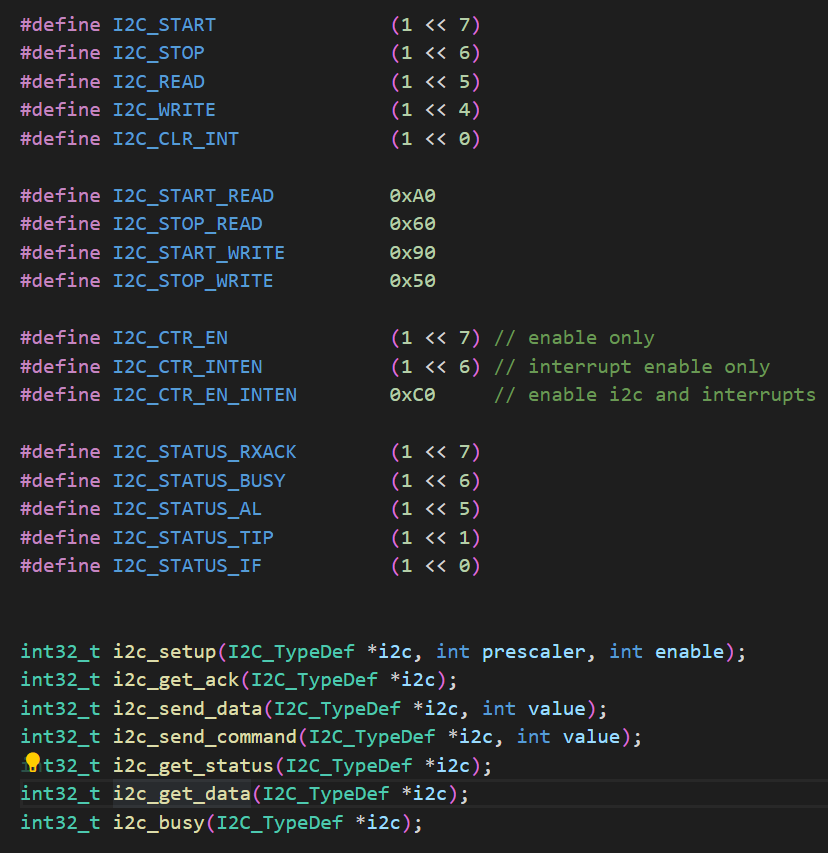 #define I2C_START (1 << 7)
#define I2C_STOP (1 << 6)
#define I2C_READ (1 << 5)
#define I2C_WRITE (1 << 4)
#define I2C_CLR_INT (1 << 0)
#define I2C_START_READ 0xA0
#define I2C_STOP_READ 0x60
#define I2C_START_WRITE 0x90
#define I2C_STOP_WRITE 0x50
#define I2C_CTR_EN (1 << 7) // enable only
#define I2C_CTR_INTEN (1 << 6) // interrupt enable only
#define I2C_CTR_EN_INTEN 0xC0 // enable i2c and interrupts
#define I2C_STATUS_RXACK (1 << 7)
#define I2C_STATUS_BUSY (1 << 6)
#define I2C_STATUS_AL (1 << 5)
#define I2C_STATUS_TIP (1 << 1)
#define I2C_STATUS_IF (1 << 0)
int32_t i2c_setup(I2C_TypeDef *i2c, int prescaler, int enable);
int32_t i2c_get_ack(I2C_TypeDef *i2c);
int32_t i2c_send_data(I2C_TypeDef *i2c, int value);
int32_t i2c_send_command(I2C_TypeDef *i2c, int value);
int32_t i2c_get_status(I2C_TypeDef *i2c);
int32_t i2c_get_data(I2C_TypeDef *i2c);
int32_t i2c_busy(I2C_TypeDef *i2c);